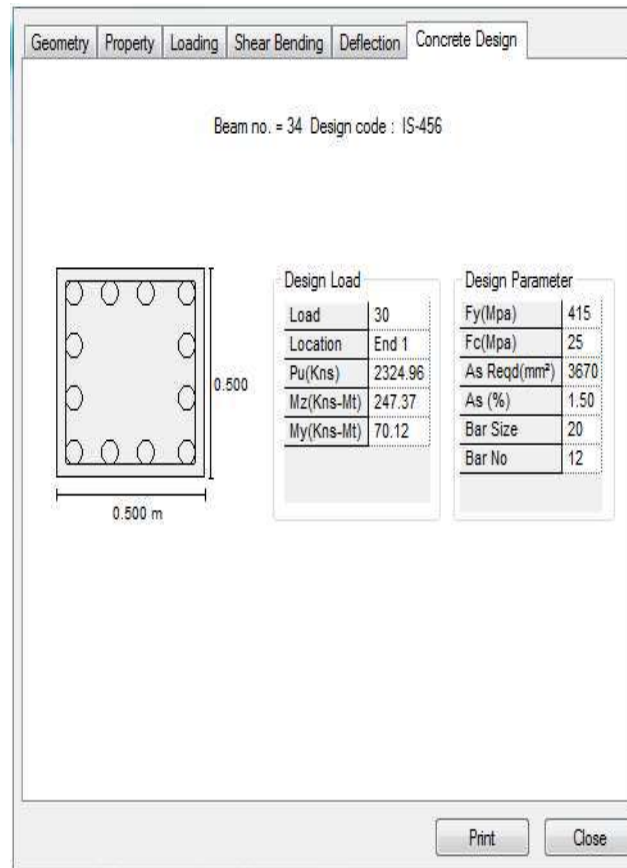 Geometry Property Loading Shear Bending Deflection Concrete Design
Beam no. = 34 Design code : IS-456
0.500
0.500 m
Design Load
Load 30
Location End 1
Pu(Kns) 2324.96
Mz(Kns-Mt) 247.37
My(Kns-Mt) 70.12
Design Parameter
Fy(Mpa) 415
Fc(Mpa) 25
As Reqd(mm²) 3670
As (%) 1.50
Bar Size 20
Bar No 12
Print Close